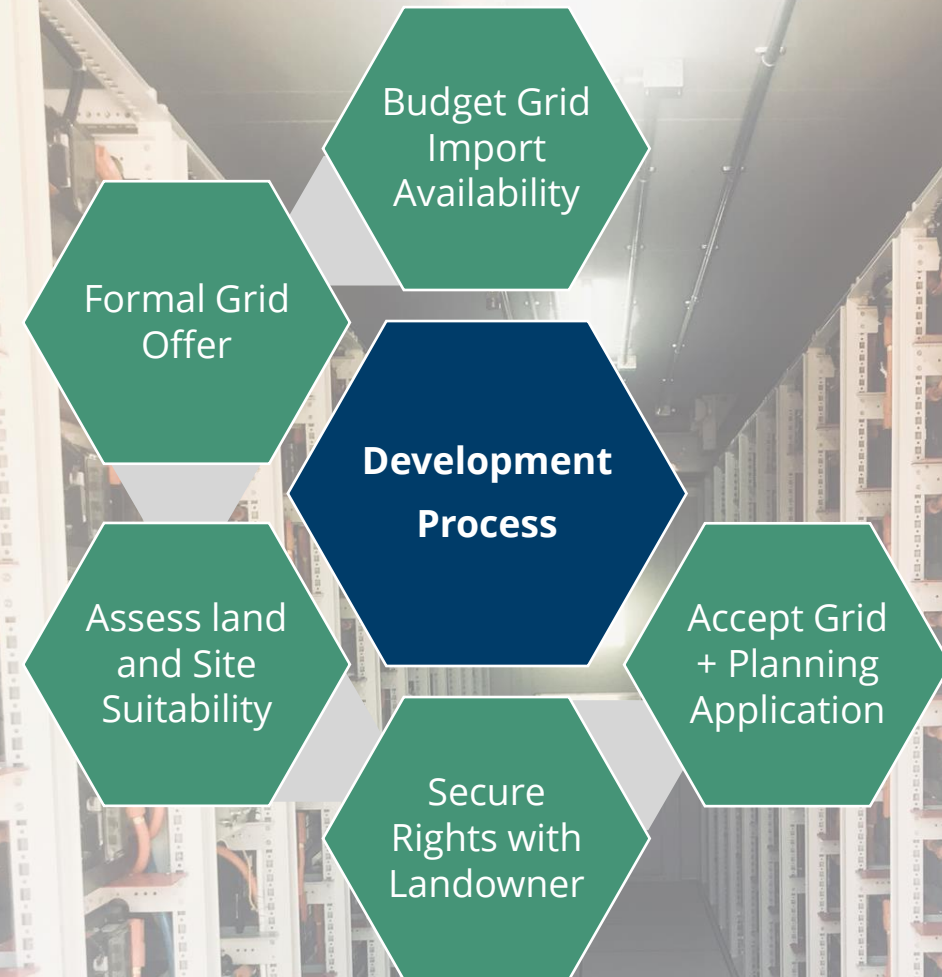 Budget Grid
Import
Availability
Formal Grid
Offer
Development
Process
Assess land
and Site
Suitability
Accept Grid
+ Planning
Application
Secure
Rights with
Landowner